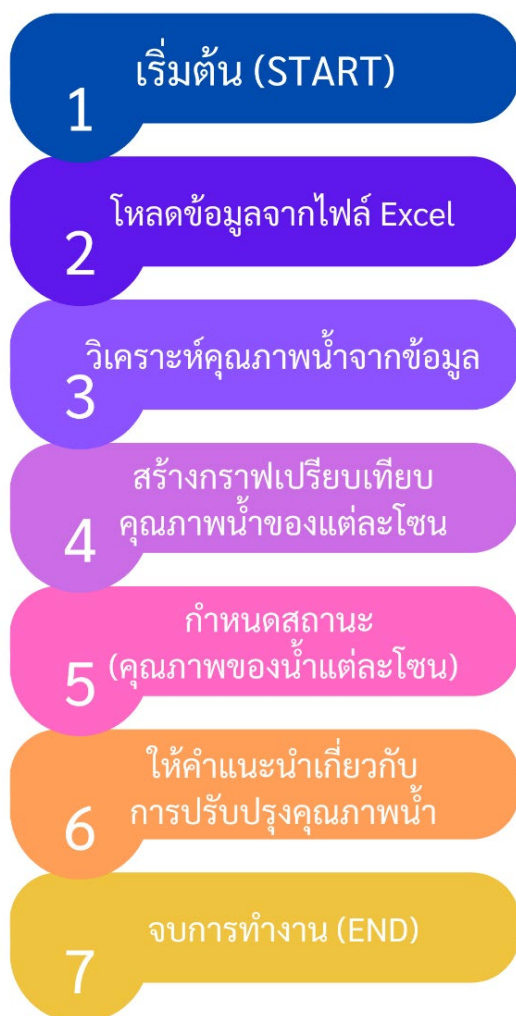 เริ่มต้น (START)
1
โหลดข้อมูลจากไฟล์ Excel
2
วิเคราะห์คุณภาพน้ำจากข้อมูล
3
สร้างกราฟเปรียบเทียบ
คุณภาพน้ำของแต่ละโซน
4
กำหนดสถานะ
(คุณภาพของน้ำแต่ละโซน)
5
ให้คำแนะนำเกี่ยวกับ
การปรับปรุงคุณภาพน้ำ
6
จบการทำงาน (END)
7